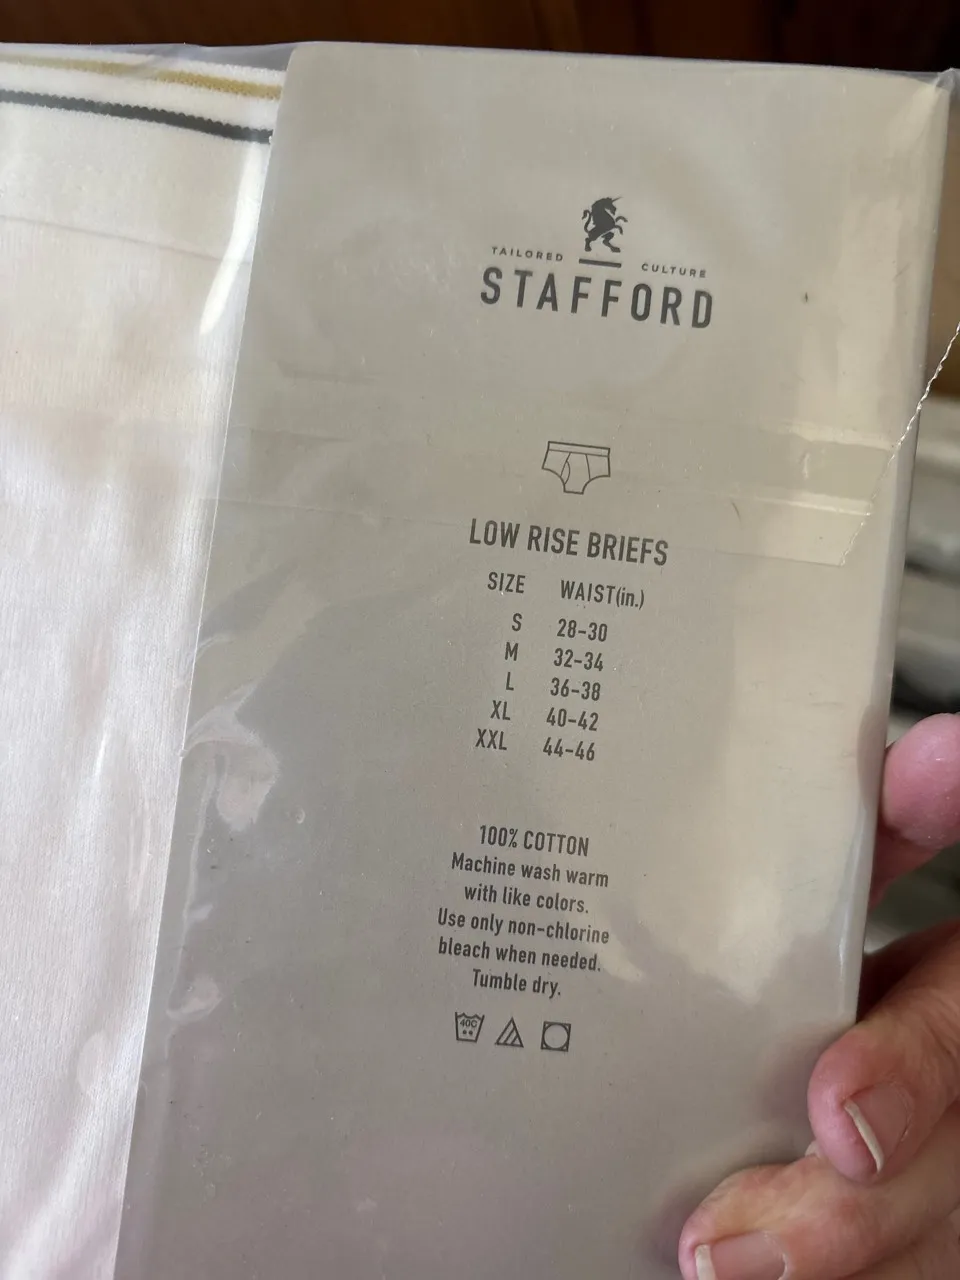 TAILORED CULTURE
STAFFORD
LOW RISE BRIEFS
SIZE WAIST(in.)
S 28-30
M 32-34
L 36-38
XL 40-42
XXL 44-46
100% COTTON
Machine wash warm
with like colors.
Use only non-chlorine
bleach when needed.
Tumble dry.
40C